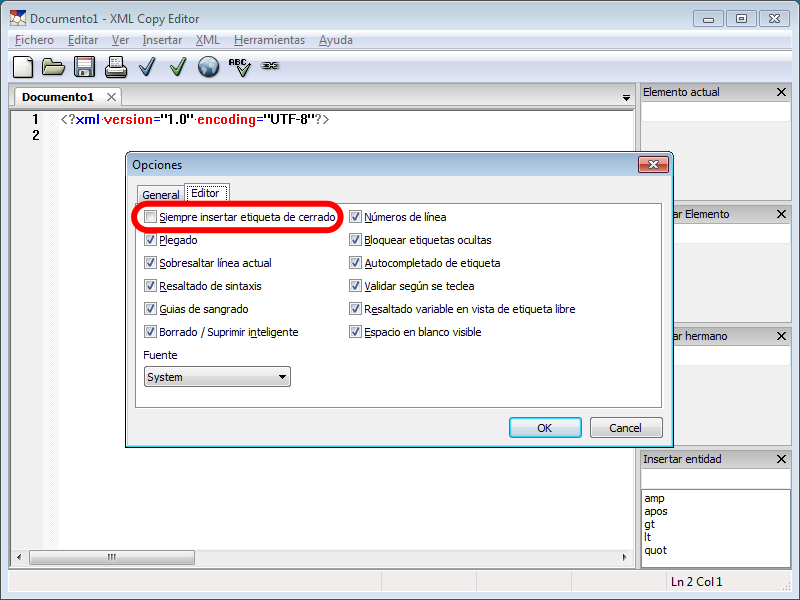 Documento1 - XML Copy Editor
Fichero Editar Ver Insertar XML Herramientas Ayuda
ABC
Documento1
1 <?xml·version="1.0"·encoding="UTF-8"?>
2
Elemento actual
ar Elemento
ar hermano
Insertar entidad
amp
apos
gt
lt
quot
Opciones
General Editor
Siempre insertar etiqueta de cerrado
Números de línea
Plegado
Bloquear etiquetas ocultas
Sobresaltar línea actual
Autocompletado de etiqueta
Resaltado de sintaxis
Validar según se teclea
Guias de sangrado
Resaltado variable en vista de etiqueta libre
Borrado / Suprimir inteligente
Espacio en blanco visible
Fuente
System
OK Cancel
Ln 2 Col 1